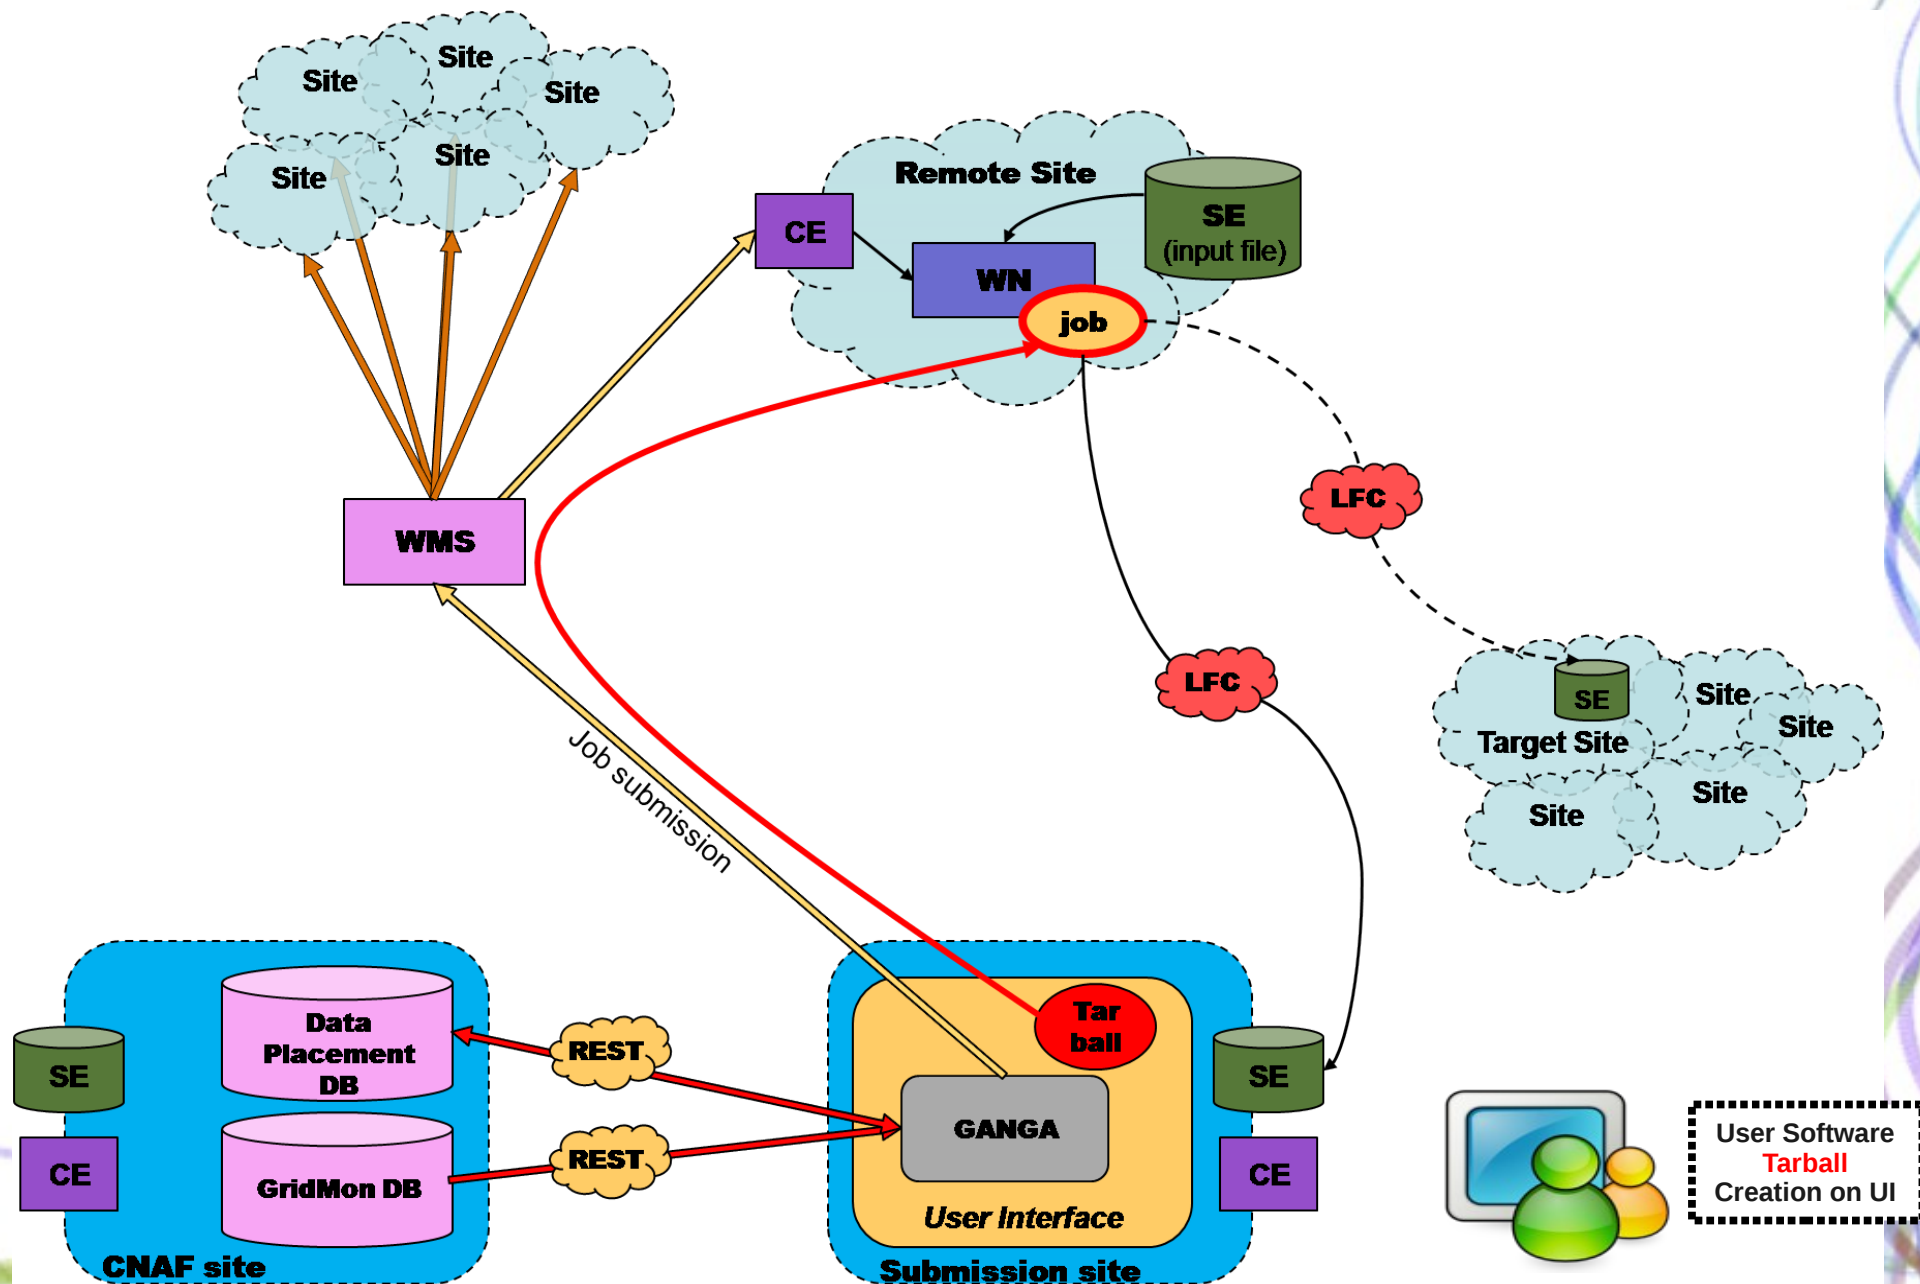 Site
Site
Site
Site
Site
Remote Site
CE
SE
(input file)
WN
job
WMS
LFC
LFC
SE
Target Site
Site
Site
Site
Site
Job submission
Data
Placement
DB
REST
Tar
ball
SE
SE
GANGA
REST
GridMon DB
CE
CE
User Interface
CNAF site
Submission site
User Software
Tarball
Creation on UI